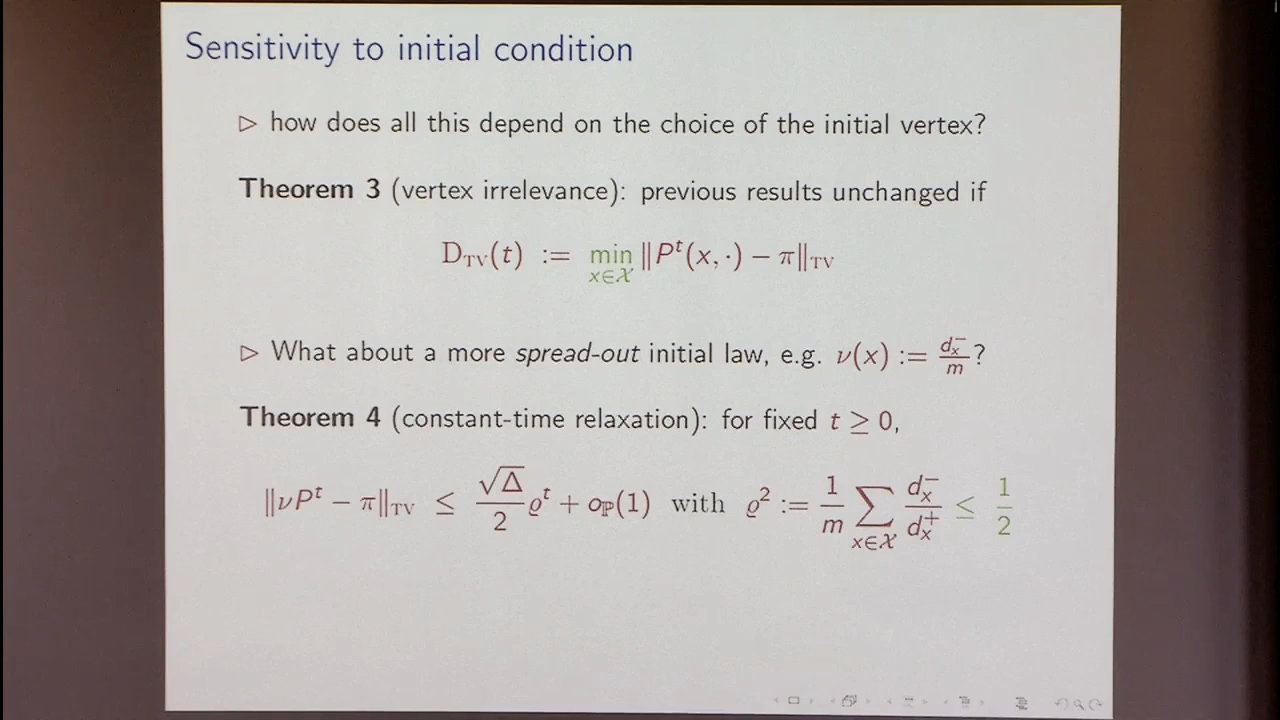 Sensitivity to initial condition
▷ how does all this depend on the choice of the initial vertex?
Theorem 3 (vertex irrelevance): previous results unchanged if
D_TV(t) := min_{x∈𝒳} ‖P^t(x, ·) − π‖_TV
▷ What about a more spread-out initial law, e.g. ν(x) := d_x^−/m?
Theorem 4 (constant-time relaxation): for fixed t ≥ 0,
‖νP^t − π‖_TV ≤ √Δ/2 ϱ^t + o_ℙ(1) with ϱ² := 1/m ∑_{x∈𝒳} d_x^−/d_x^+ ≤ 1/2